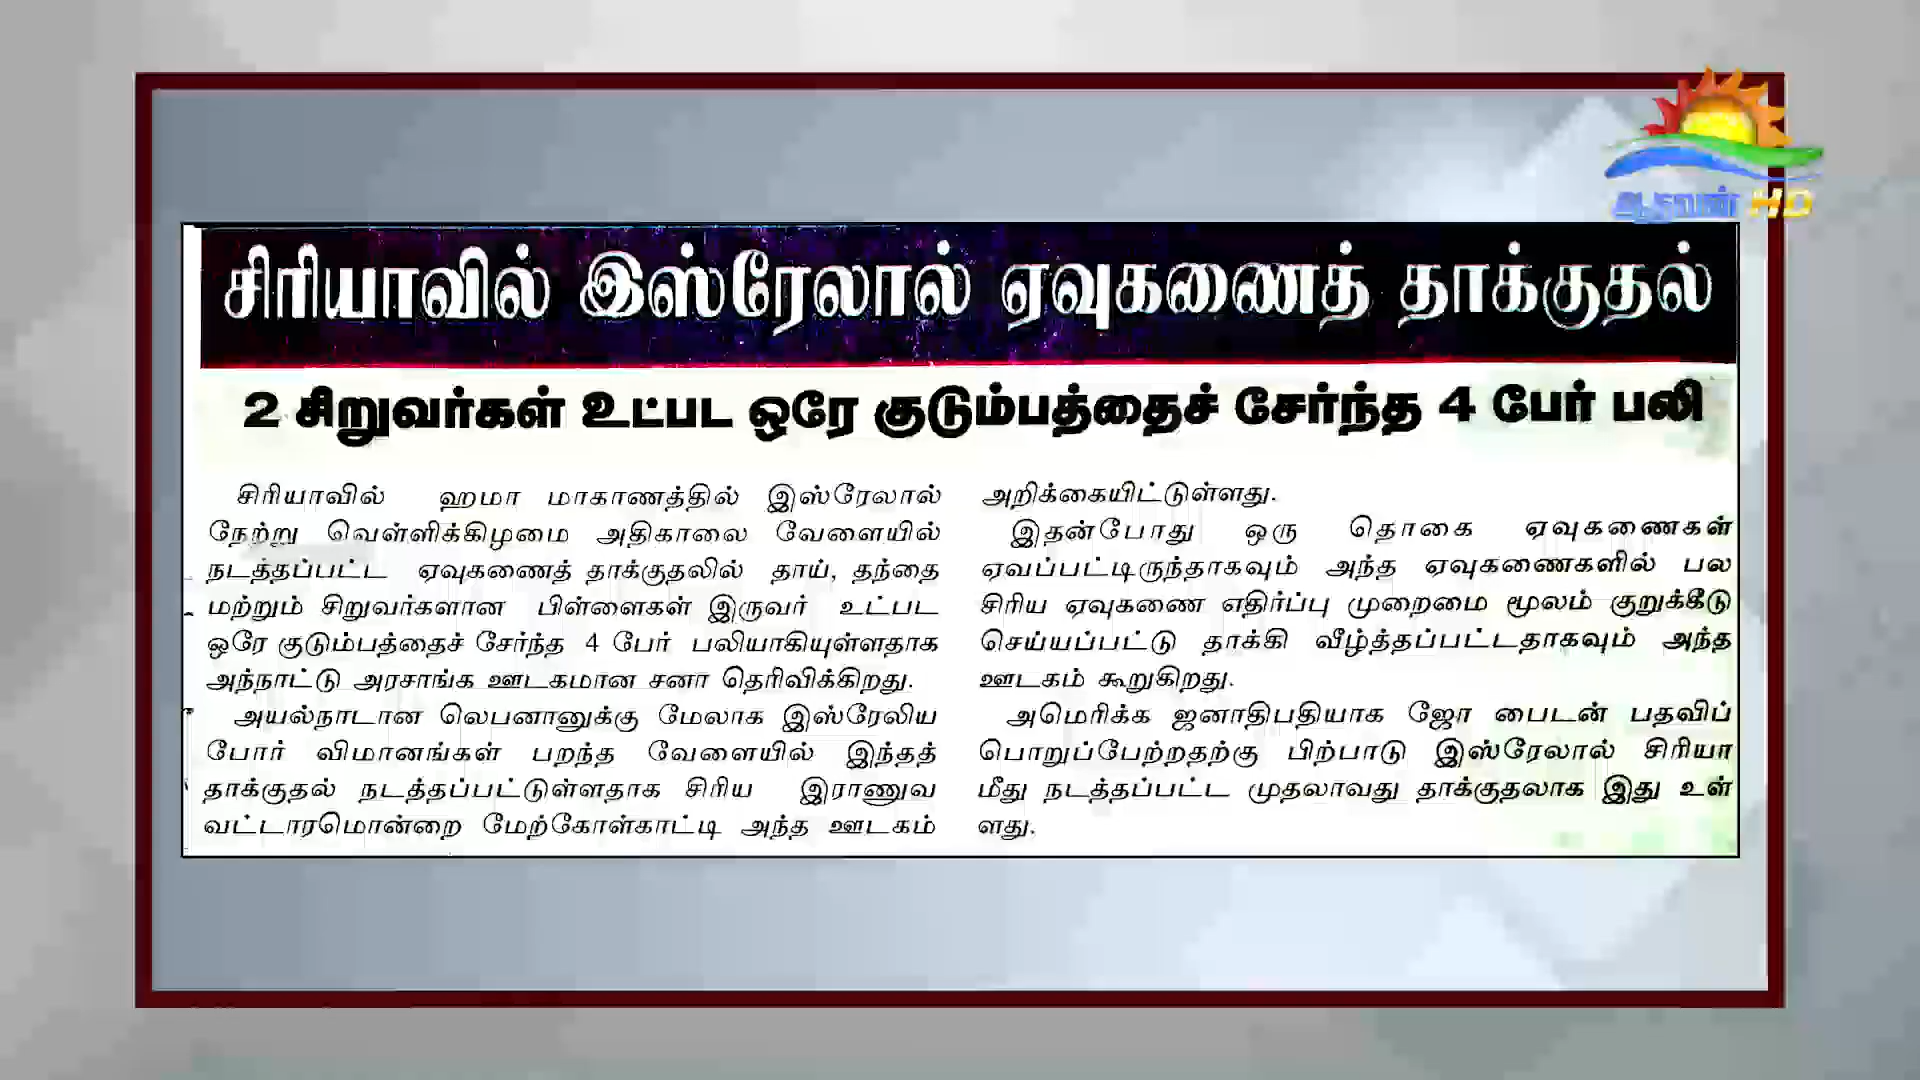 ஆதவன் HD
சிரியாவில் இஸ்ரேலால் ஏவுகணைத் தாக்குதல்
2 சிறுவர்கள் உட்பட ஒரே குடும்பத்தைச் சேர்ந்த 4 பேர் பலி
சிரியாவில் ஹமா மாகாணத்தில் இஸ்ரேலால்
நேற்று வெள்ளிக்கிழமை அதிகாலை வேளையில்
நடத்தப்பட்ட ஏவுகணைத் தாக்குதலில் தாய், தந்தை
மற்றும் சிறுவர்களான பிள்ளைகள் இருவர் உட்பட
ஒரே குடும்பத்தைச் சேர்ந்த 4 பேர் பலியாகியுள்ளதாக
அந்நாட்டு அரசாங்க ஊடகமான சனா தெரிவிக்கிறது.
அயல்நாடான லெபனானுக்கு மேலாக இஸ்ரேலிய
போர் விமானங்கள் பறந்த வேளையில் இந்தத்
தாக்குதல் நடத்தப்பட்டுள்ளதாக சிரிய இராணுவ
வட்டாரமொன்றை மேற்கோள்காட்டி அந்த ஊடகம்
அறிக்கையிட்டுள்ளது.
இதன்போது ஒரு தொகை ஏவுகணைகள்
ஏவப்பட்டிருந்தாகவும் அந்த ஏவுகணைகளில் பல
சிரிய ஏவுகணை எதிர்ப்பு முறைமை மூலம் குறுக்கீடு
செய்யப்பட்டு தாக்கி வீழ்த்தப்பட்டதாகவும் அந்த
ஊடகம் கூறுகிறது.
அமெரிக்க ஜனாதிபதியாக ஜோ பைடன் பதவிப்
பொறுப்பேற்றதற்கு பிற்பாடு இஸ்ரேலால் சிரியா
மீது நடத்தப்பட்ட முதலாவது தாக்குதலாக இது உள்
ளது.